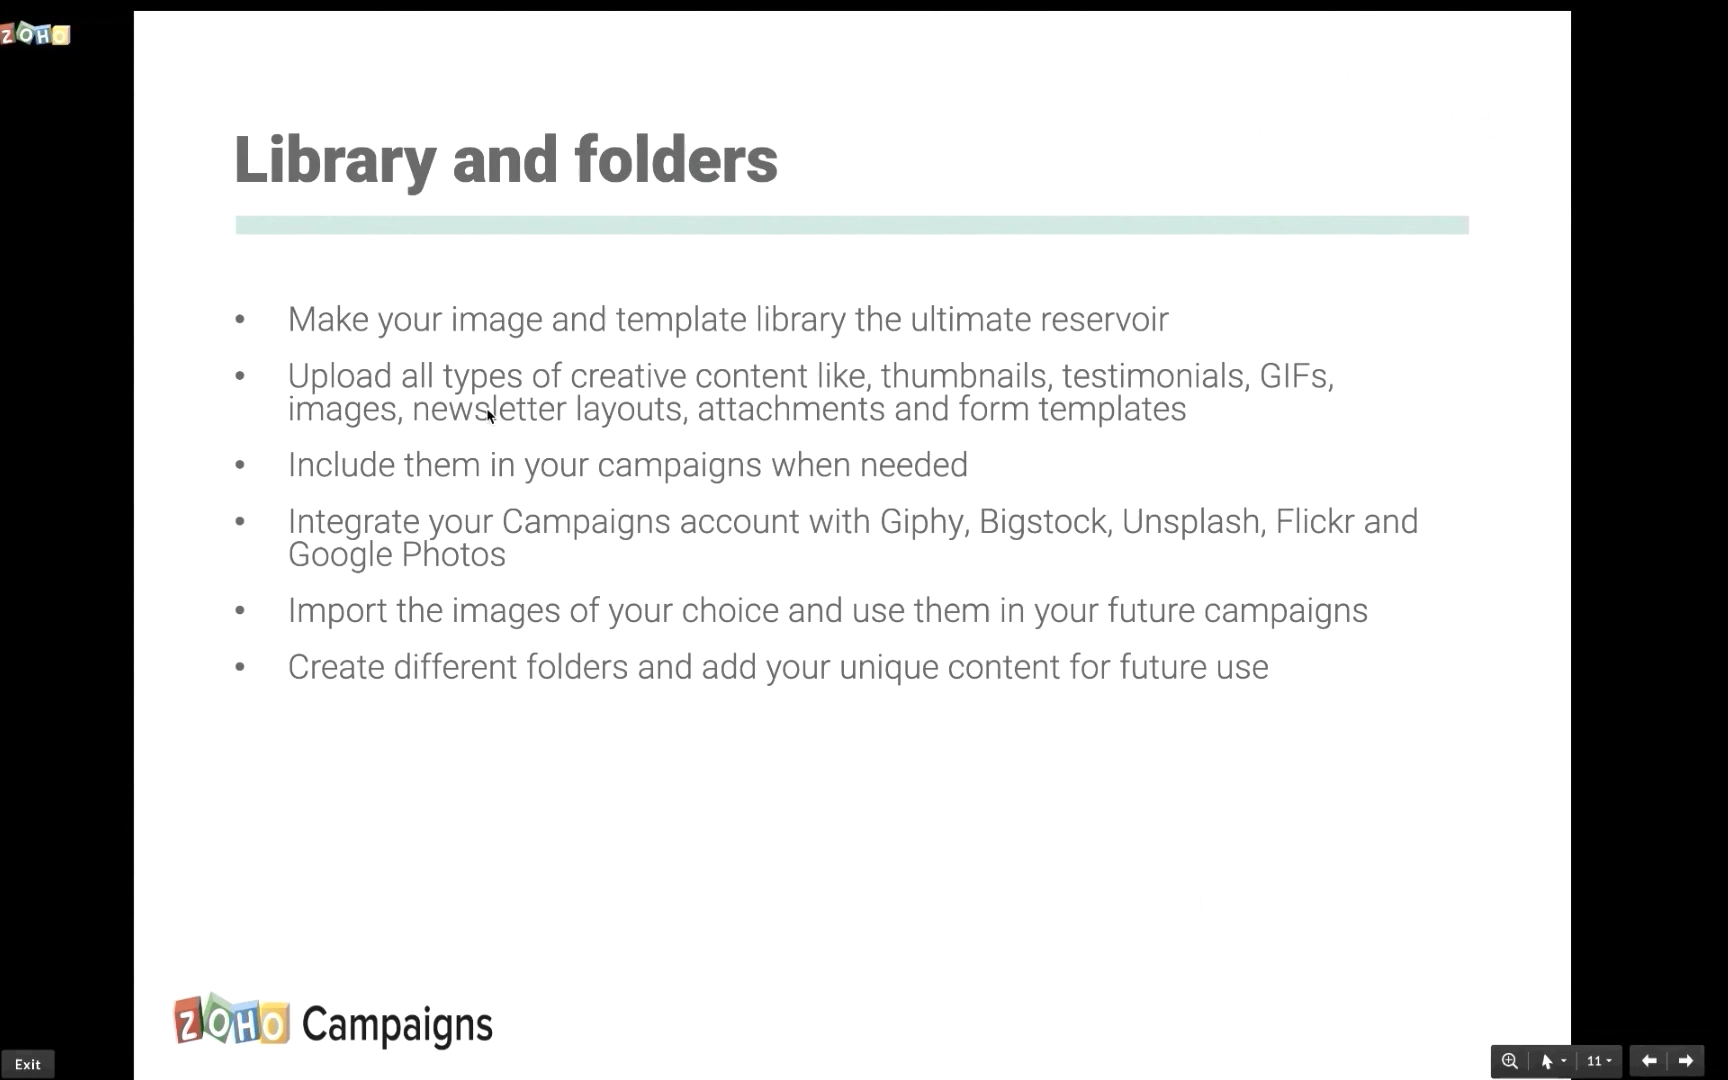 ZOHO
Library and folders
• Make your image and template library the ultimate reservoir
• Upload all types of creative content like, thumbnails, testimonials, GIFs,
images, newsletter layouts, attachments and form templates
• Include them in your campaigns when needed
• Integrate your Campaigns account with Giphy, Bigstock, Unsplash, Flickr and
Google Photos
• Import the images of your choice and use them in your future campaigns
• Create different folders and add your unique content for future use
ZOHO Campaigns
Exit
11